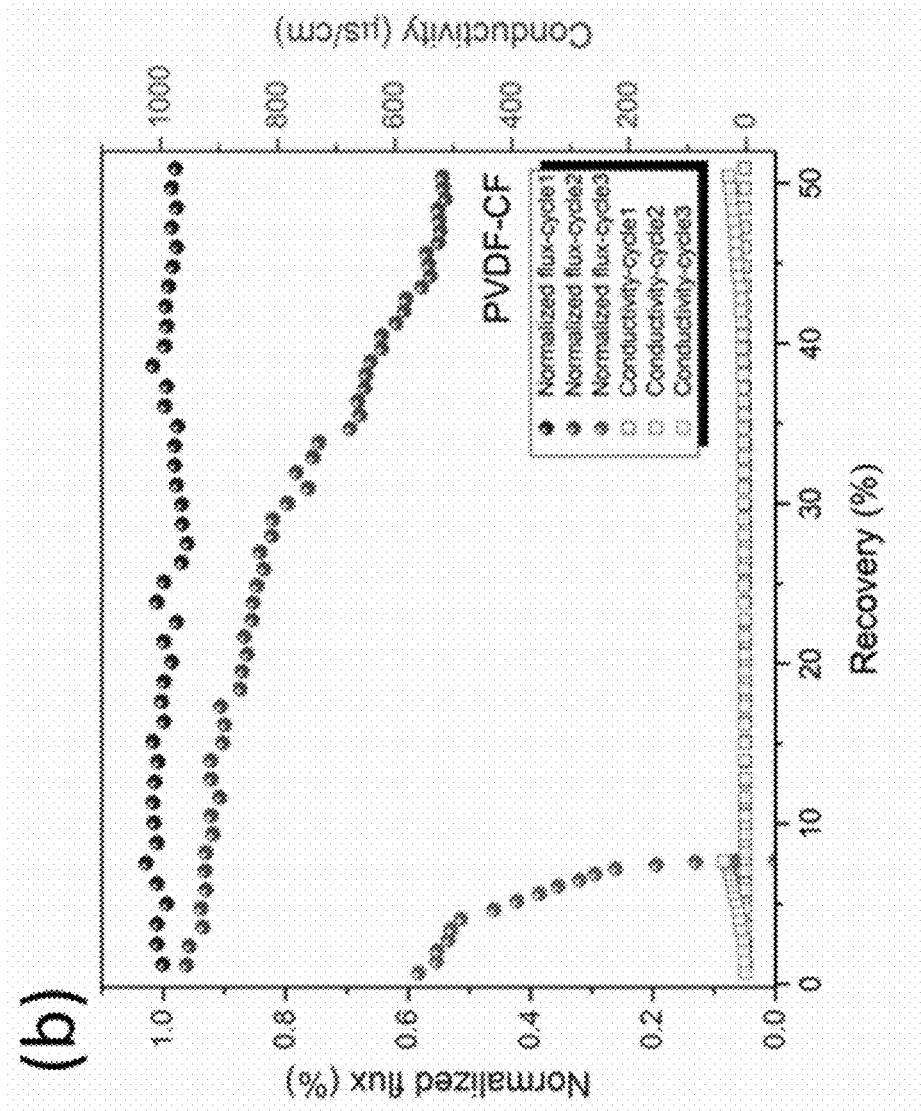 (b)
Normalized flux (%)
1.0
0.8
0.6
0.4
0.2
0.0
Conductivity (μs/cm)
1000
800
600
400
200
0
PVDF-CF
Normalized flux-cycle1
Normalized flux-cycle2
Normalized flux-cycle3
Conductivity-cycle1
Conductivity-cycle2
Conductivity-cycle3
0
10
20
30
40
50
Recovery (%)